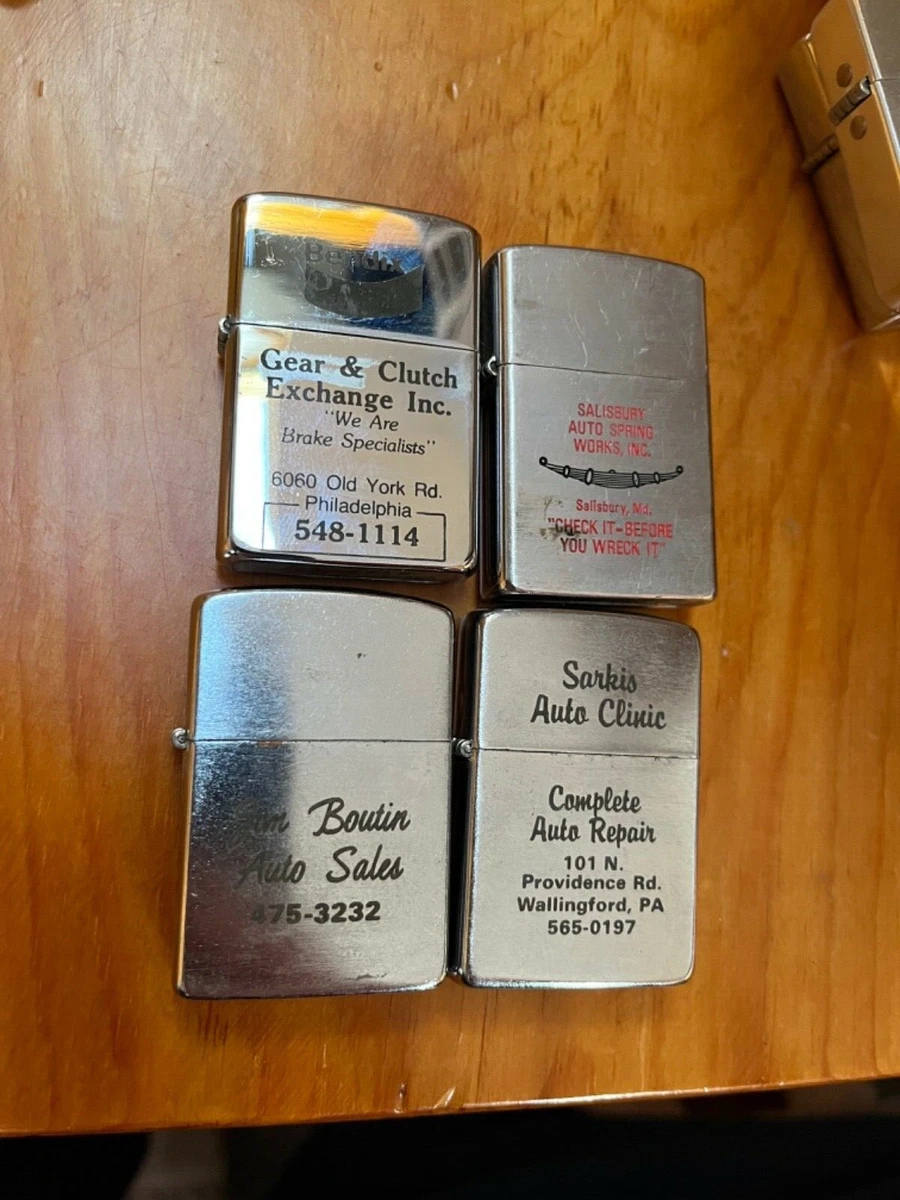 Bendix
Gear & Clutch
Exchange Inc.
"We Are
Brake Specialists"
6060 Old York Rd.
Philadelphia
548-1114
SALISBURY
AUTO SPRING
WORKS, INC.
Salisbury, Md.
"CHECK IT-BEFORE
YOU WRECK IT"
Boutin
Auto Sales
475-3232
Sarkis
Auto Clinic
Complete
Auto Repair
101 N.
Providence Rd.
Wallingford, PA
565-0197